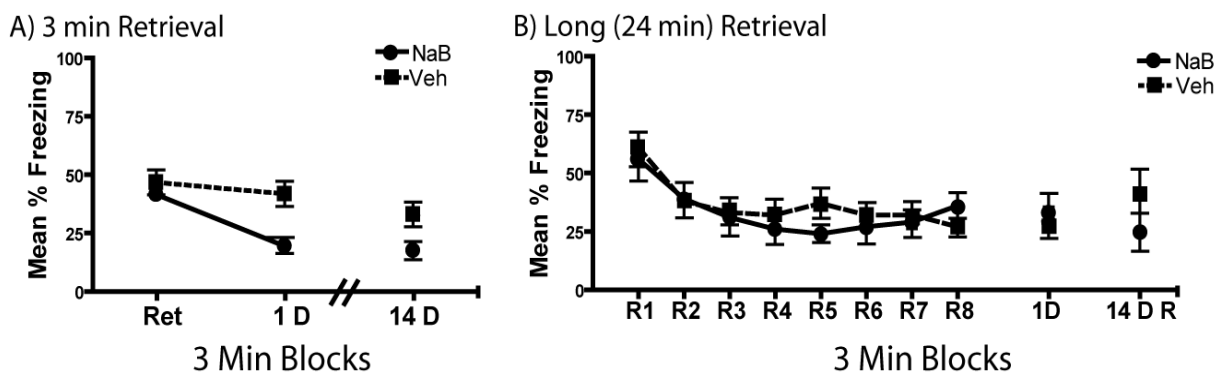 A) 3 min Retrieval
100
75
50
25
0
Mean % Freezing
NaB
Veh
Ret 1 D 14 D
3 Min Blocks
B) Long (24 min) Retrieval
100
75
50
25
0
Mean % Freezing
NaB
Veh
R1 R2 R3 R4 R5 R6 R7 R8 1D 14 D R
3 Min Blocks